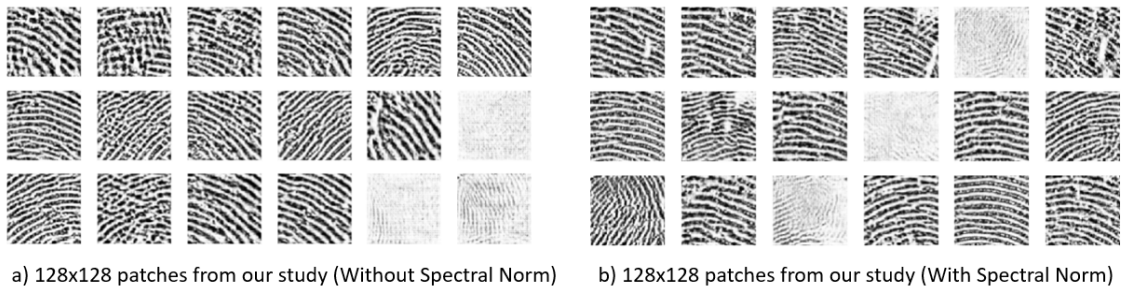 a) 128x128 patches from our study (Without Spectral Norm)
b) 128x128 patches from our study (With Spectral Norm)